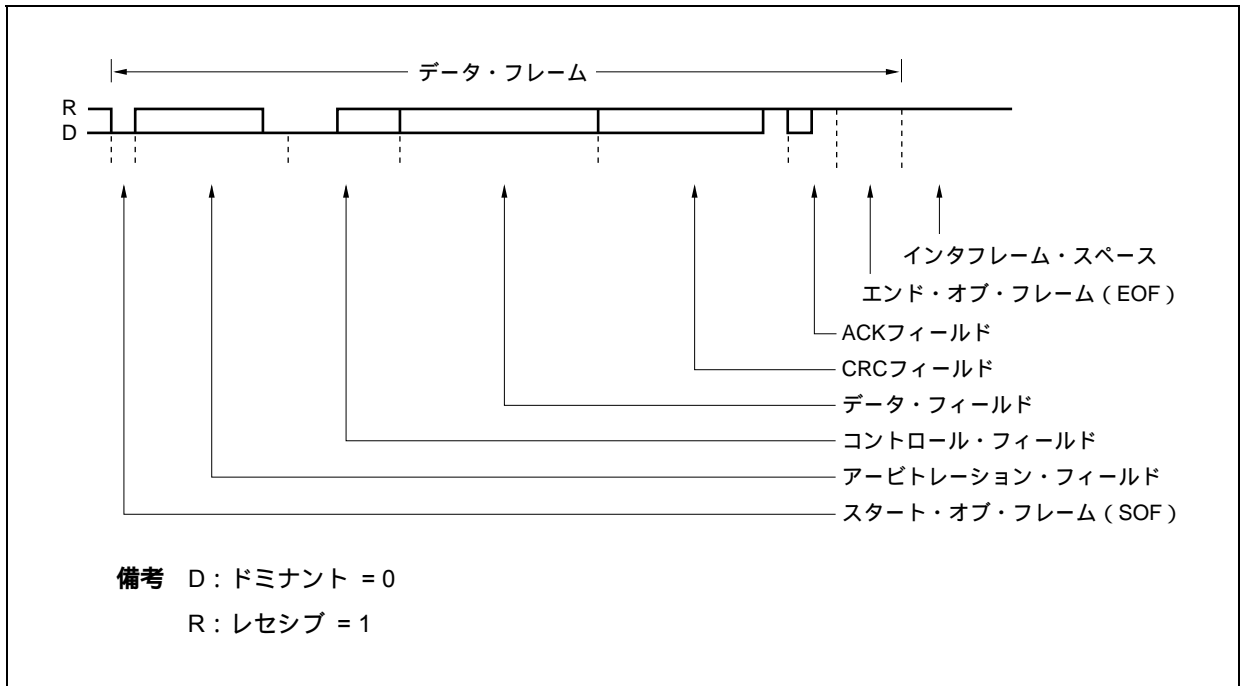 データ・フレーム
R
D
インタフレーム・スペース
エンド・オブ・フレーム（EOF）
ACKフィールド
CRCフィールド
データ・フィールド
コントロール・フィールド
アービトレーション・フィールド
スタート・オブ・フレーム（SOF）
備考 D：ドミナント = 0
R：レセシブ = 1